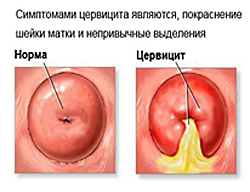 Симптомами цервицита являются, покраснение
шейки матки и непривычные выделения
Норма
Цервицит